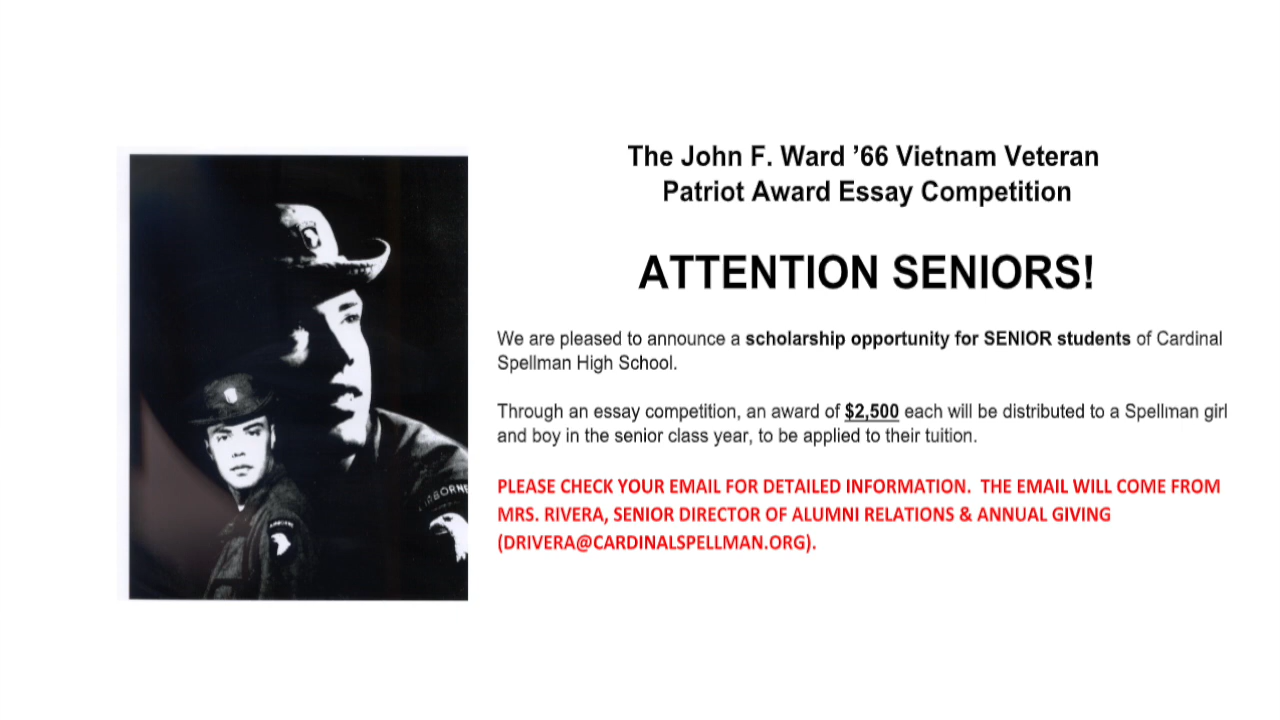 The John F. Ward ’66 Vietnam Veteran
Patriot Award Essay Competition
ATTENTION SENIORS!
We are pleased to announce a scholarship opportunity for SENIOR students of Cardinal
Spellman High School.
Through an essay competition, an award of $2,500 each will be distributed to a Spellman girl
and boy in the senior class year, to be applied to their tuition.
PLEASE CHECK YOUR EMAIL FOR DETAILED INFORMATION.  THE EMAIL WILL COME FROM
MRS. RIVERA, SENIOR DIRECTOR OF ALUMNI RELATIONS & ANNUAL GIVING
(DRIVERA@CARDINALSPELLMAN.ORG).
AIRBORNE
AIRBORNE